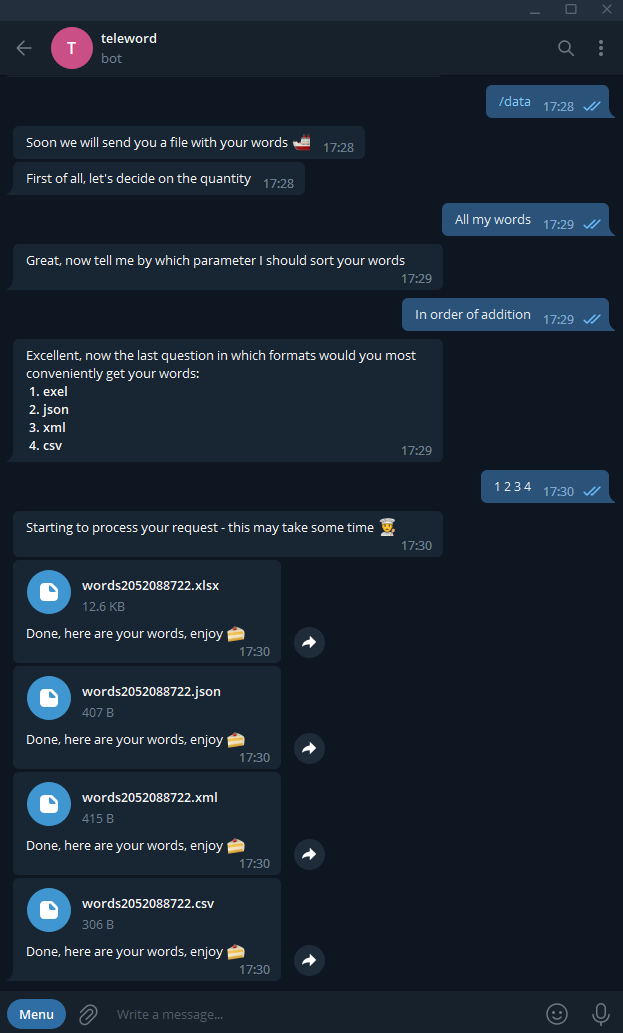 T
teleword
bot
/data 17:28
Soon we will send you a file with your words 🚢 17:28
First of all, let's decide on the quantity 17:28
All my words 17:29
Great, now tell me by which parameter I should sort your words
17:29
In order of addition 17:29
Excellent, now the last question in which formats would you most
conveniently get your words:
1. exel
2. json
3. xml
4. csv
17:29
1 2 3 4 17:30
Starting to process your request - this may take some time 👩‍🍳
17:30
words2052088722.xlsx
12.6 KB
Done, here are your words, enjoy 🍰
17:30
words2052088722.json
407 B
Done, here are your words, enjoy 🍰
17:30
words2052088722.xml
415 B
Done, here are your words, enjoy 🍰
17:30
words2052088722.csv
306 B
Done, here are your words, enjoy 🍰
17:30
Menu Write a message...